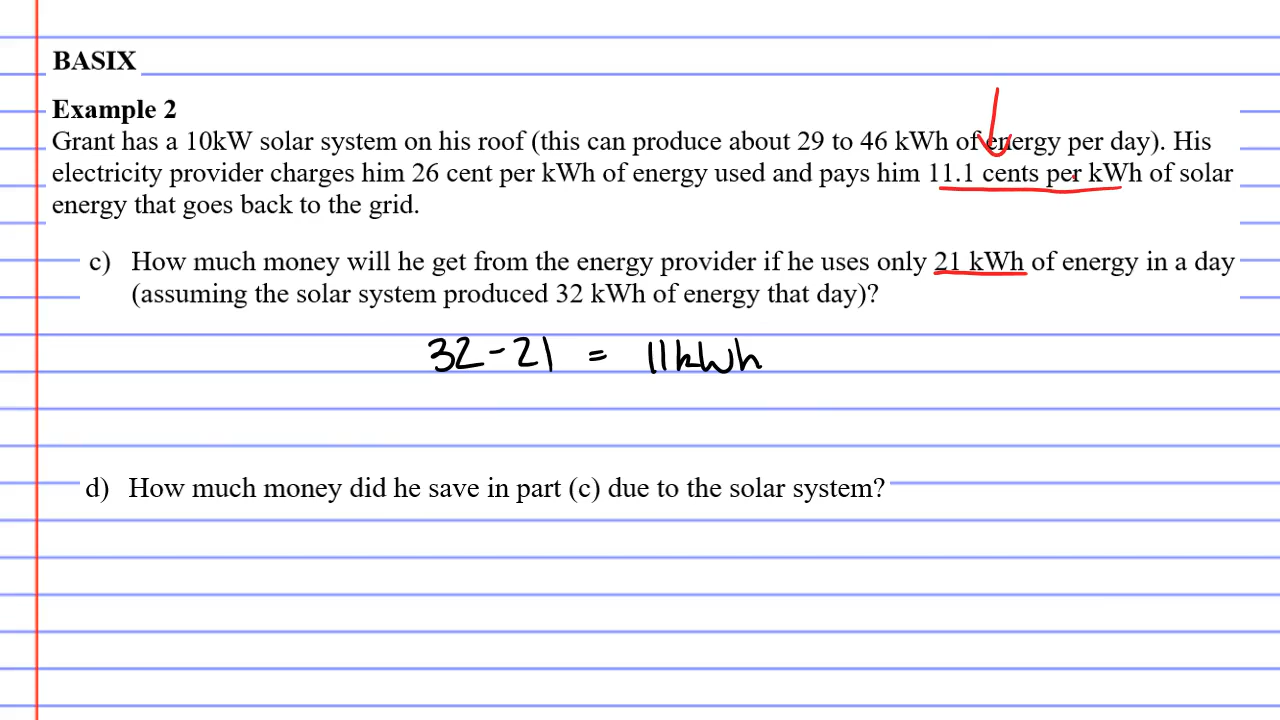 BASIX
Example 2
Grant has a 10kW solar system on his roof (this can produce about 29 to 46 kWh of energy per day). His
electricity provider charges him 26 cent per kWh of energy used and pays him 11.1 cents per kWh of solar
energy that goes back to the grid.
c) How much money will he get from the energy provider if he uses only 21 kWh of energy in a day
(assuming the solar system produced 32 kWh of energy that day)?
32 - 21 = 11kWh
d) How much money did he save in part (c) due to the solar system?